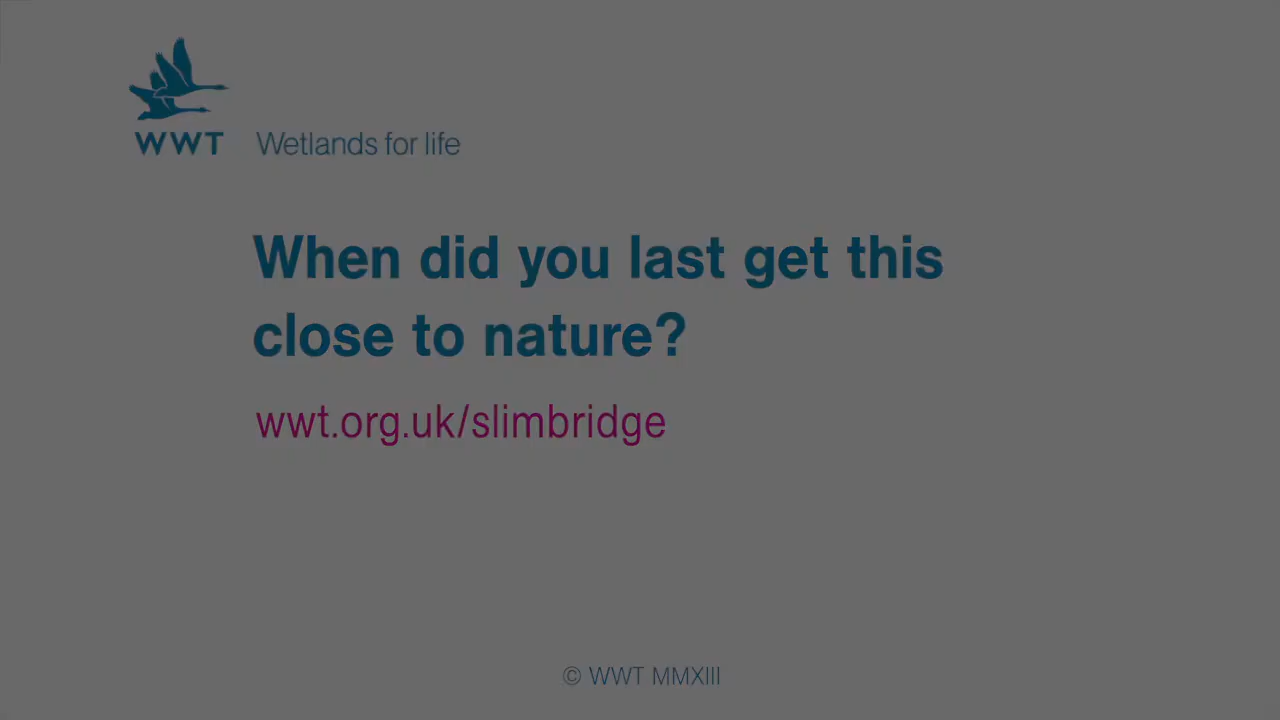 WWT Wetlands for life
When did you last get this
close to nature?
wwt.org.uk/slimbridge
© WWT MMXIII